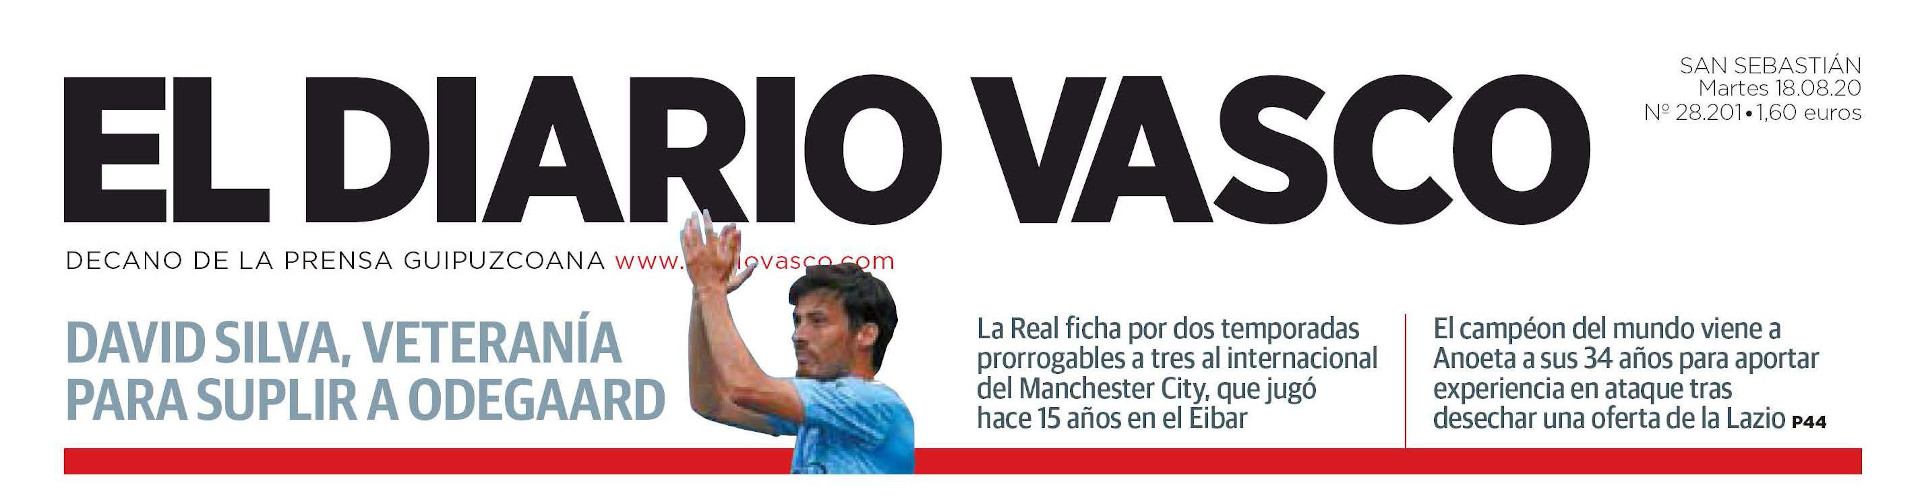 EL DIARIO VASCO
SAN SEBASTIÁN
Martes 18.08.20
Nº 28.201•1,60 euros
DECANO DE LA PRENSA GUIPUZCOANA
DAVID SILVA, VETERANÍA
PARA SUPLIR A ODEGAARD
La Real ficha por dos temporadas
prorrogables a tres al internacional
del Manchester City, que jugó
hace 15 años en el Eibar
El campéon del mundo viene a
Anoeta a sus 34 años para aportar
experiencia en ataque tras
desechar una oferta de la Lazio P44